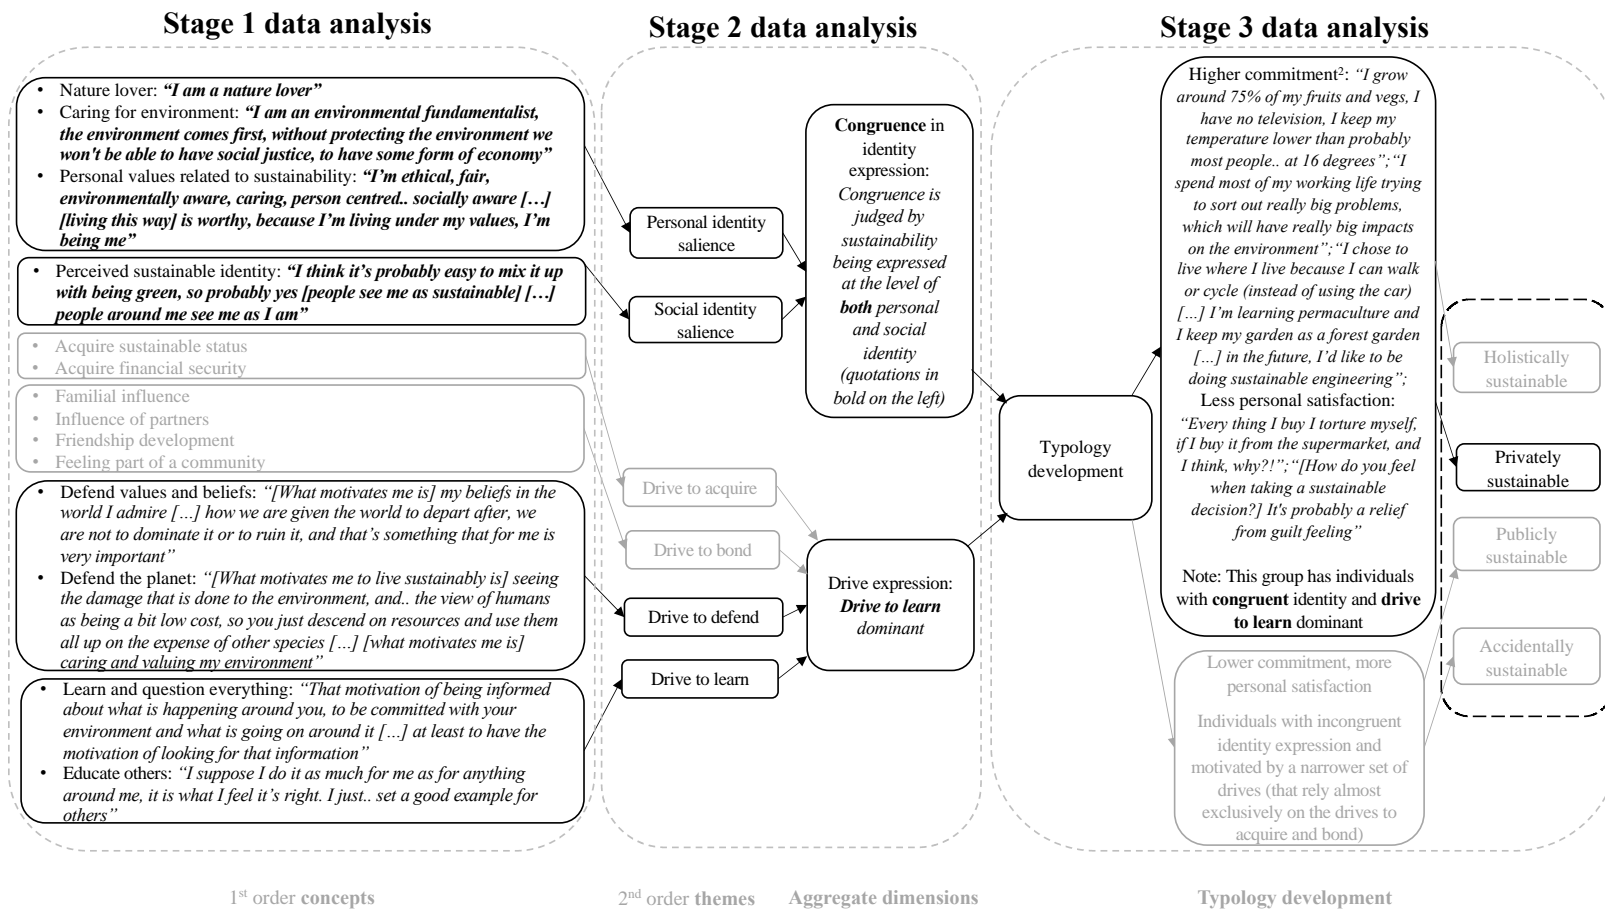 Stage 1 data analysis
Stage 2 data analysis
Stage 3 data analysis
• Nature lover: “I am a nature lover”
• Caring for environment: “I am an environmental fundamentalist,
the environment comes first, without protecting the environment we
won't be able to have social justice, to have some form of economy”
• Personal values related to sustainability: “I’m ethical, fair,
environmentally aware, caring, person centred.. socially aware […]
[living this way] is worthy, because I’m living under my values, I’m
being me”
• Perceived sustainable identity: “I think it’s probably easy to mix it up
with being green, so probably yes [people see me as sustainable] […]
people around me see me as I am”
• Acquire sustainable status
• Acquire financial security
• Familial influence
• Influence of partners
• Friendship development
• Feeling part of a community
• Defend values and beliefs: “[What motivates me is] my beliefs in the
world I admire […] how we are given the world to depart after, we
are not to dominate it or to ruin it, and that’s something that for me is
very important”
• Defend the planet: “[What motivates me to live sustainably is] seeing
the damage that is done to the environment, and.. the view of humans
as being a bit low cost, so you just descend on resources and use them
all up on the expense of other species […] [what motivates me is]
caring and valuing my environment”
• Learn and question everything: “That motivation of being informed
about what is happening around you, to be committed with your
environment and what is going on around it […] at least to have the
motivation of looking for that information”
• Educate others: “I suppose I do it as much for me as for anything
around me, it is what I feel it’s right. I just.. set a good example for
others”
Personal identity
salience
Social identity
salience
Drive to acquire
Drive to bond
Drive to defend
Drive to learn
Congruence in
identity
expression:
Congruence is
judged by
sustainability
being expressed
at the level of
both personal
and social
identity
(quotations in
bold on the left)
Drive expression:
Drive to learn
dominant
Typology
development
Higher commitment²: “I grow
around 75% of my fruits and vegs, I
have no television, I keep my
temperature lower than probably
most people.. at 16 degrees”;“I
spend most of my working life trying
to sort out really big problems,
which will have really big impacts
on the environment”;“I chose to
live where I live because I can walk
or cycle (instead of using the car)
[…] I’m learning permaculture and
I keep my garden as a forest garden
[…] in the future, I’d like to be
doing sustainable engineering”;
Less personal satisfaction:
“Every thing I buy I torture myself,
if I buy it from the supermarket, and
I think, why?!”;“[How do you feel
when taking a sustainable
decision?] It's probably a relief
from guilt feeling”
Note: This group has individuals
with congruent identity and drive
to learn dominant
Lower commitment, more
personal satisfaction
Individuals with incongruent
identity expression and
motivated by a narrower set of
drives (that rely almost
exclusively on the drives to
acquire and bond)
Holistically
sustainable
Privately
sustainable
Publicly
sustainable
Accidentally
sustainable
1st order concepts
2nd order themes
Aggregate dimensions
Typology development